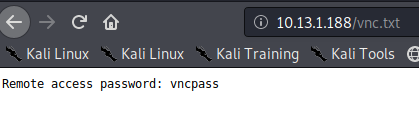 10.13.1.188/vnc.txt
Kali Linux Kali Linux Kali Training Kali Tools
Remote access password: vncpass